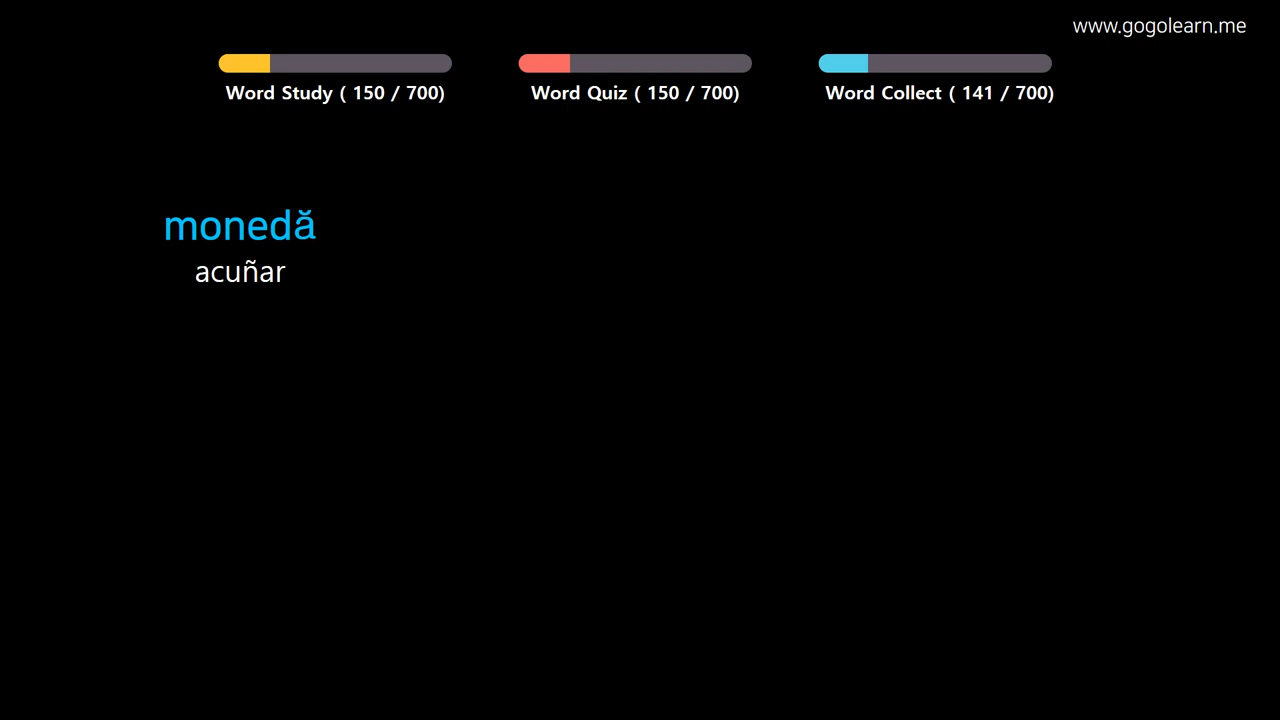 www.gogolearn.me
Word Study ( 150 / 700)
Word Quiz ( 150 / 700)
Word Collect ( 141 / 700)
monedă
acuñar